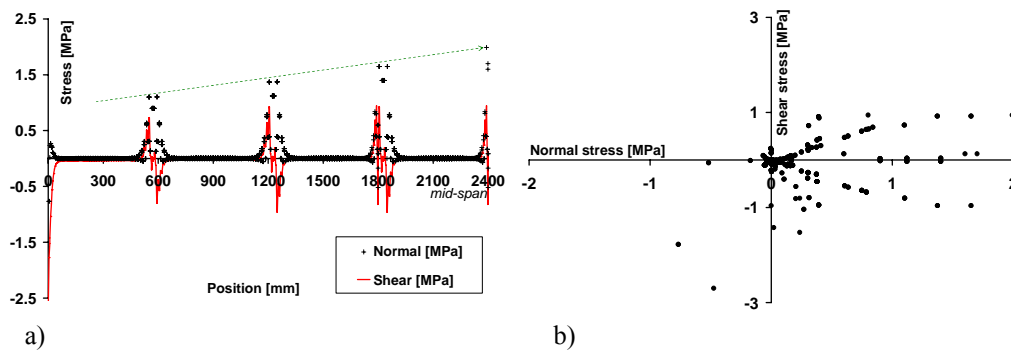 2.5
1.5
0.5
-0.5
-1.5
-2.5
Stress [MPa]
0 300 600 900 1200 1500 1800 2100 2400
mid-span
Normal [MPa]
Shear [MPa]
Position [mm]
a)
3
1
-1
-3
Shear stress [MPa]
Normal stress [MPa]
-2 -1 0 1 2
b)